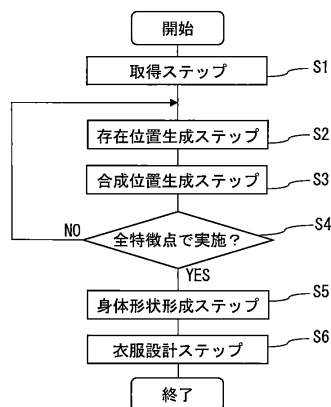 開始
取得ステップ S1
存在位置生成ステップ S2
合成位置生成ステップ S3
全特徴点で実施? S4
NO
YES
身体形状形成ステップ S5
衣服設計ステップ S6
終了